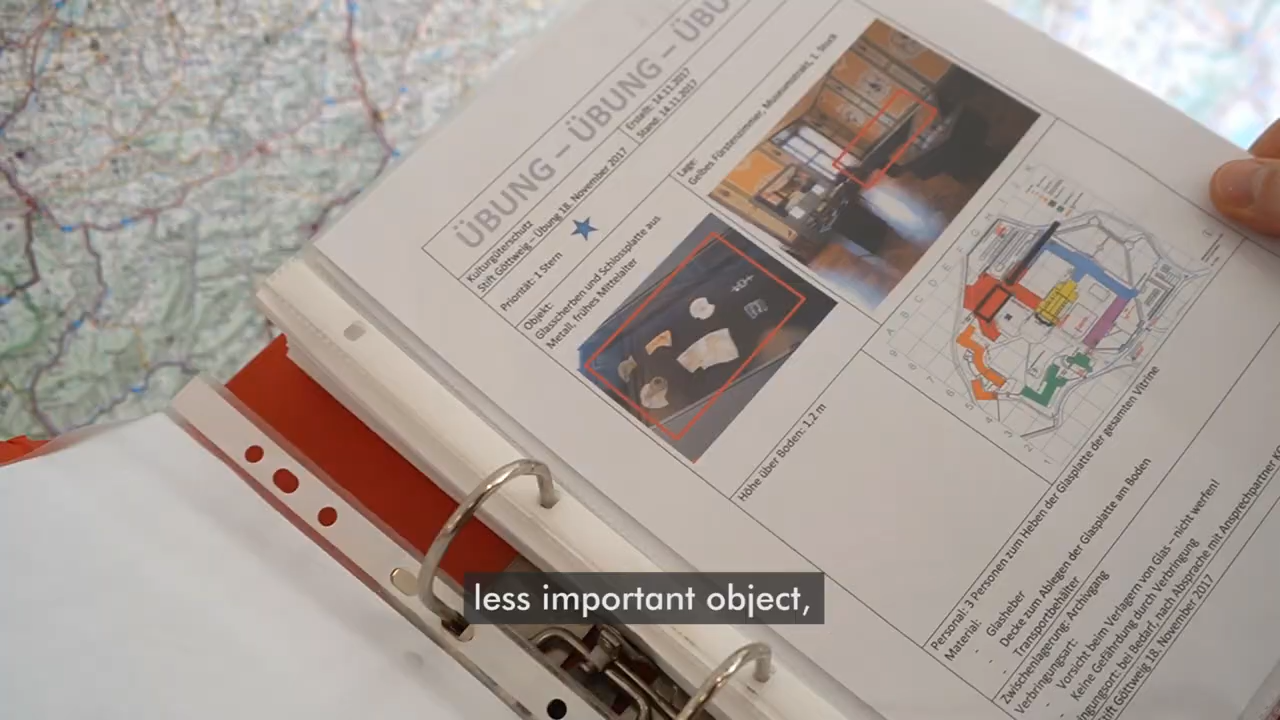 ÜBUNG – ÜBUNG – ÜBU
Erstellt: 14.11.2017
Stand: 14.11.2017
Kulturgüterschutz
Stift Göttweig – Übung 18. November 2017
Priorität: 1 Stern
Objekt:
Glasscherben und Schlossplatte aus
Metall, frühes Mittelalter
Lage:
Gelbes Fürstenzimmer, Museumstrakt, 1. Stock
Höhe über Boden: 1,2 m
Personal: 3 Personen zum Heben der Glasplatte der gesamten Vitrine
Material:
- Glasheber
- Decke zum Ablegen der Glasplatte am Boden
- Transportbehälter
Zwischenlagerung: Archivgang
Verbringungsart:
- Vorsicht beim Verlagern von Glas – nicht werfen!
- Keine Gefährdung durch Verbringung
ingungsort: bei Bedarf, nach Absprache mit Ansprechpartner
Göttweig 18. November 2017
less important object,